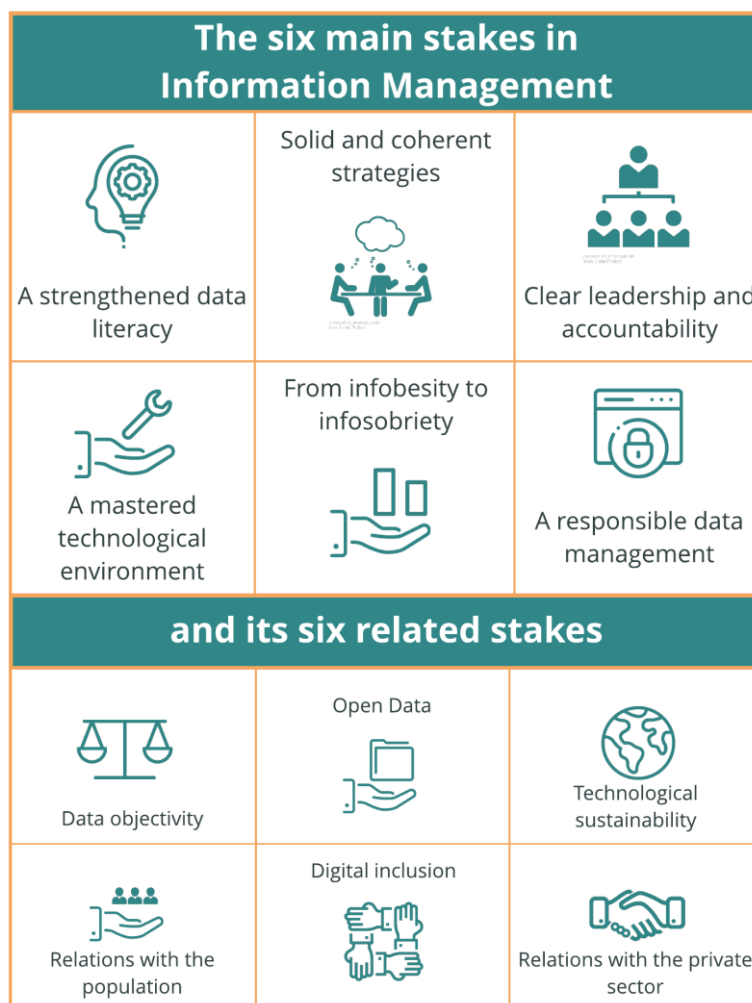 The six main stakes in
Information Management
A strengthened data
literacy
Solid and coherent
strategies
Clear leadership and
accountability
A mastered
technological
environment
From infobesity to
infosobriety
A responsible data
management
and its six related stakes
Data objectivity
Open Data
Technological
sustainability
Relations with the
population
Digital inclusion
Relations with the private
sector